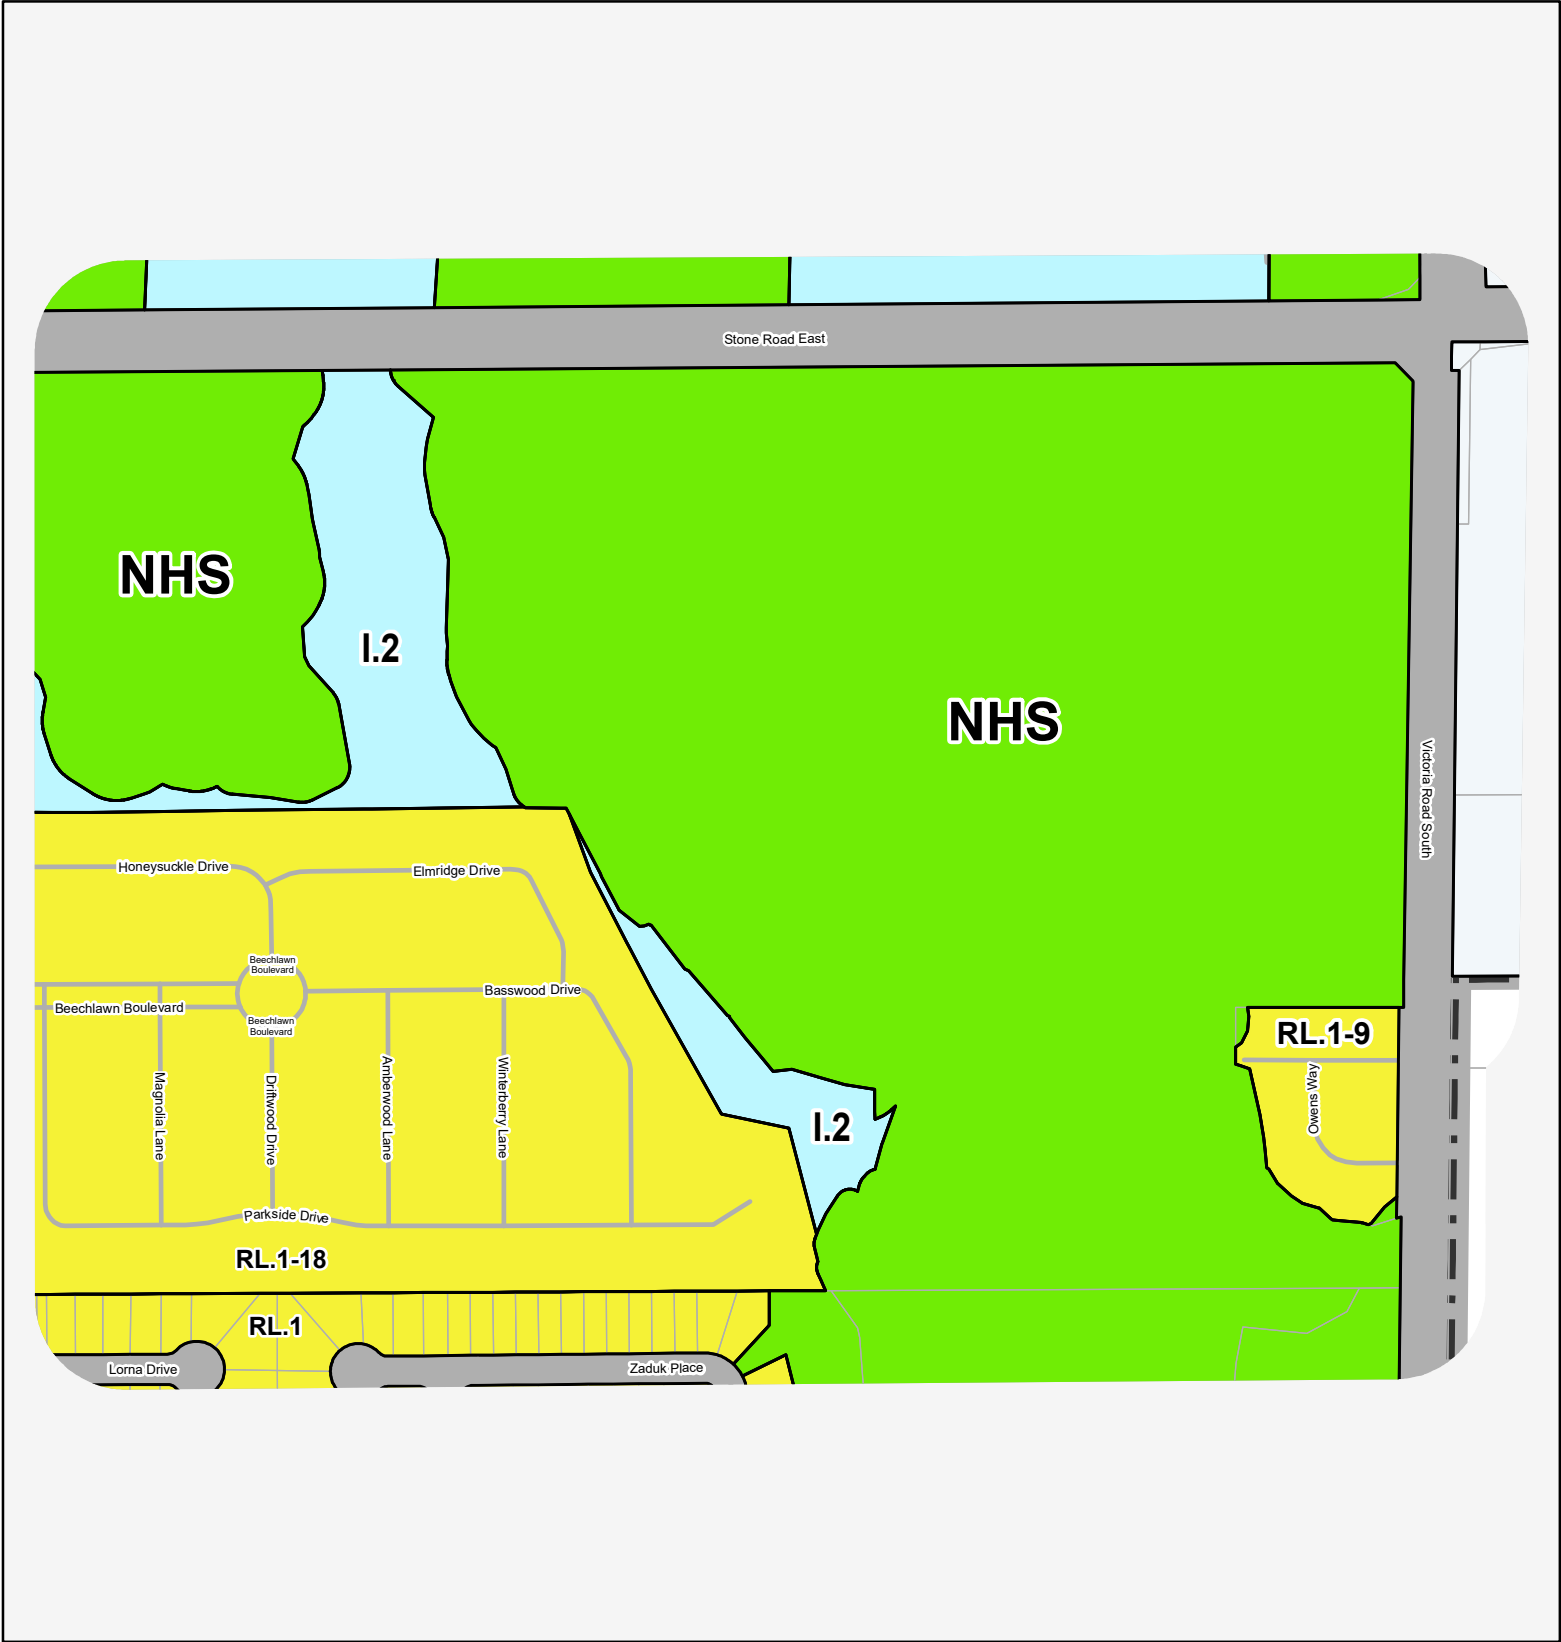 Stone Road East
NHS
I.2
NHS
Victoria Road South
Honeysuckle Drive
Elmridge Drive
Beechlawn
Boulevard
Basswood Drive
Beechlawn Boulevard
Beechlawn
Boulevard
RL.1-9
Owens Way
Magnolia Lane
Driftwood Drive
Amberwood Lane
Winterberry Lane
I.2
Parkside Drive
RL.1-18
RL.1
Lorna Drive
Zaduk Place